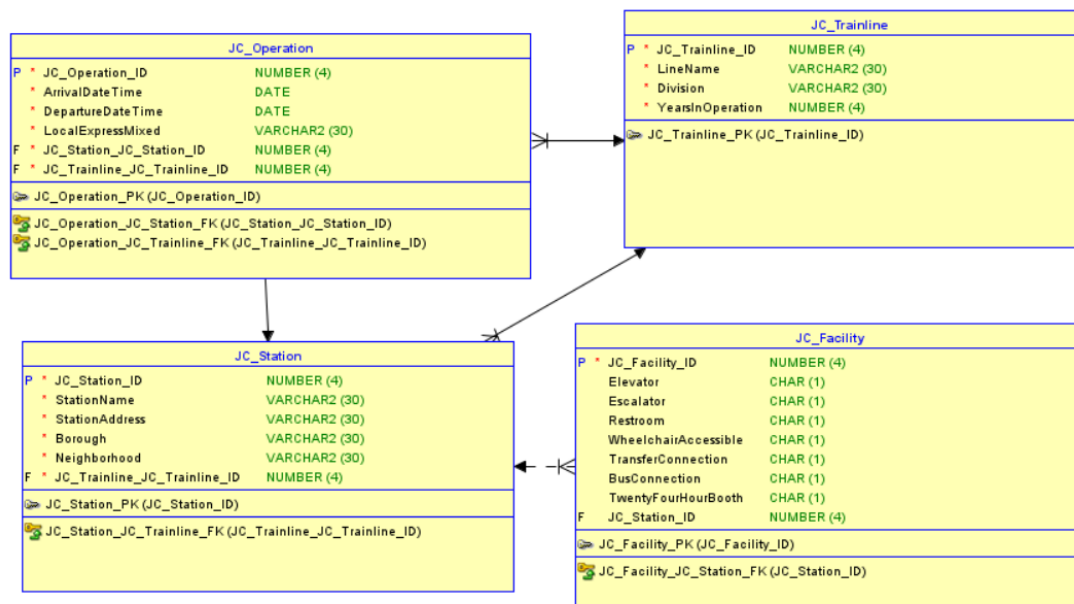 JC_Operation
P * JC_Operation_ID NUMBER (4)
* ArrivalDateTime DATE
* DepartureDateTime DATE
* LocalExpressMixed VARCHAR2 (30)
F * JC_Station_JC_Station_ID NUMBER (4)
F * JC_Trainline_JC_Trainline_ID NUMBER (4)
JC_Operation_PK (JC_Operation_ID)
JC_Operation_JC_Station_FK (JC_Station_JC_Station_ID)
JC_Operation_JC_Trainline_FK (JC_Trainline_JC_Trainline_ID)
JC_Trainline
P * JC_Trainline_ID NUMBER (4)
* LineName VARCHAR2 (30)
* Division VARCHAR2 (30)
* YearsInOperation NUMBER (4)
JC_Trainline_PK (JC_Trainline_ID)
JC_Station
P * JC_Station_ID NUMBER (4)
* StationName VARCHAR2 (30)
* StationAddress VARCHAR2 (30)
* Borough VARCHAR2 (30)
* Neighborhood VARCHAR2 (30)
F * JC_Trainline_JC_Trainline_ID NUMBER (4)
JC_Station_PK (JC_Station_ID)
JC_Station_JC_Trainline_FK (JC_Trainline_JC_Trainline_ID)
JC_Facility
P * JC_Facility_ID NUMBER (4)
Elevator CHAR (1)
Escalator CHAR (1)
Restroom CHAR (1)
WheelchairAccessible CHAR (1)
TransferConnection CHAR (1)
BusConnection CHAR (1)
TwentyFourHourBooth CHAR (1)
F JC_Station_ID NUMBER (4)
JC_Facility_PK (JC_Facility_ID)
JC_Facility_JC_Station_FK (JC_Station_ID)